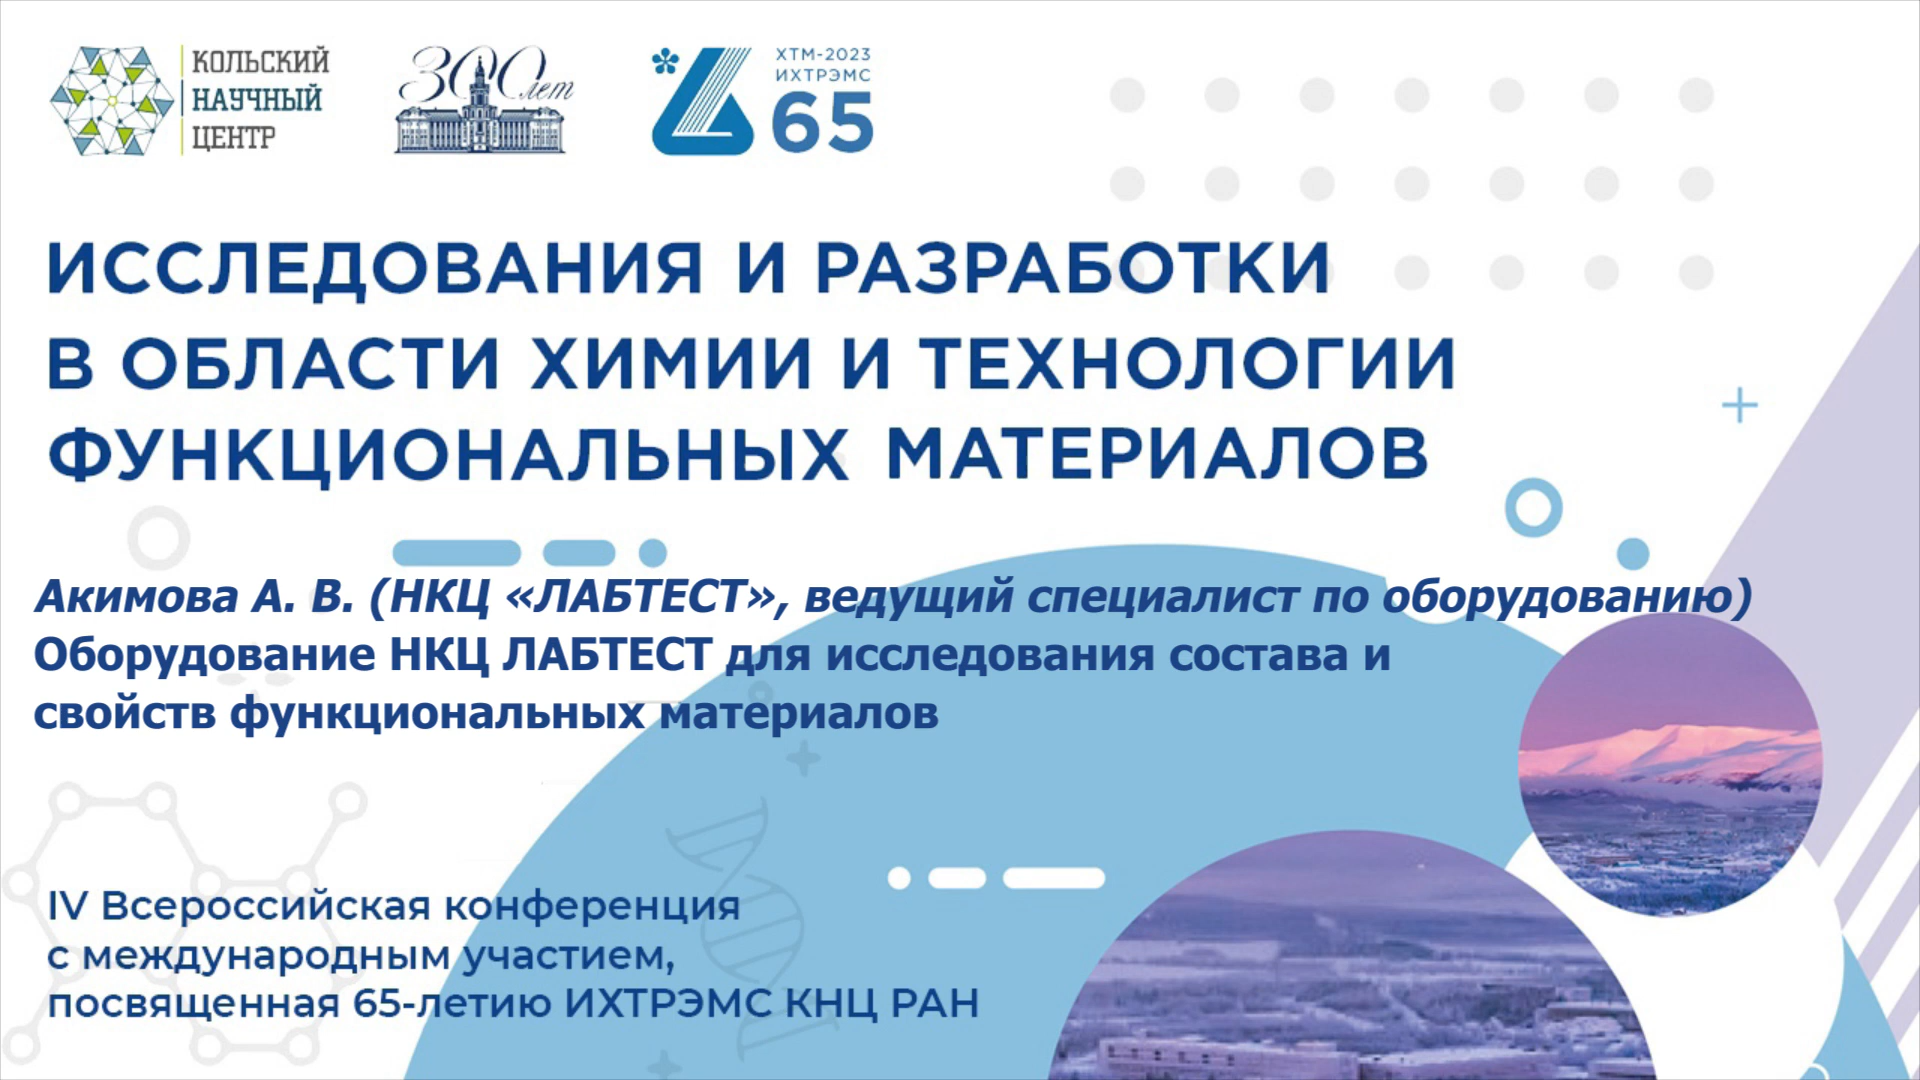 КОЛЬСКИЙ
НАУЧНЫЙ
ЦЕНТР
300 лет
ХТМ-2023
ИХТРЭМС
65
ИССЛЕДОВАНИЯ И РАЗРАБОТКИ
В ОБЛАСТИ ХИМИИ И ТЕХНОЛОГИИ
ФУНКЦИОНАЛЬНЫХ МАТЕРИАЛОВ
Акимова А. В. (НКЦ «ЛАБТЕСТ», ведущий специалист по оборудованию)
Оборудование НКЦ ЛАБТЕСТ для исследования состава и
свойств функциональных материалов
IV Всероссийская конференция
с международным участием,
посвященная 65-летию ИХТРЭМС КНЦ РАН